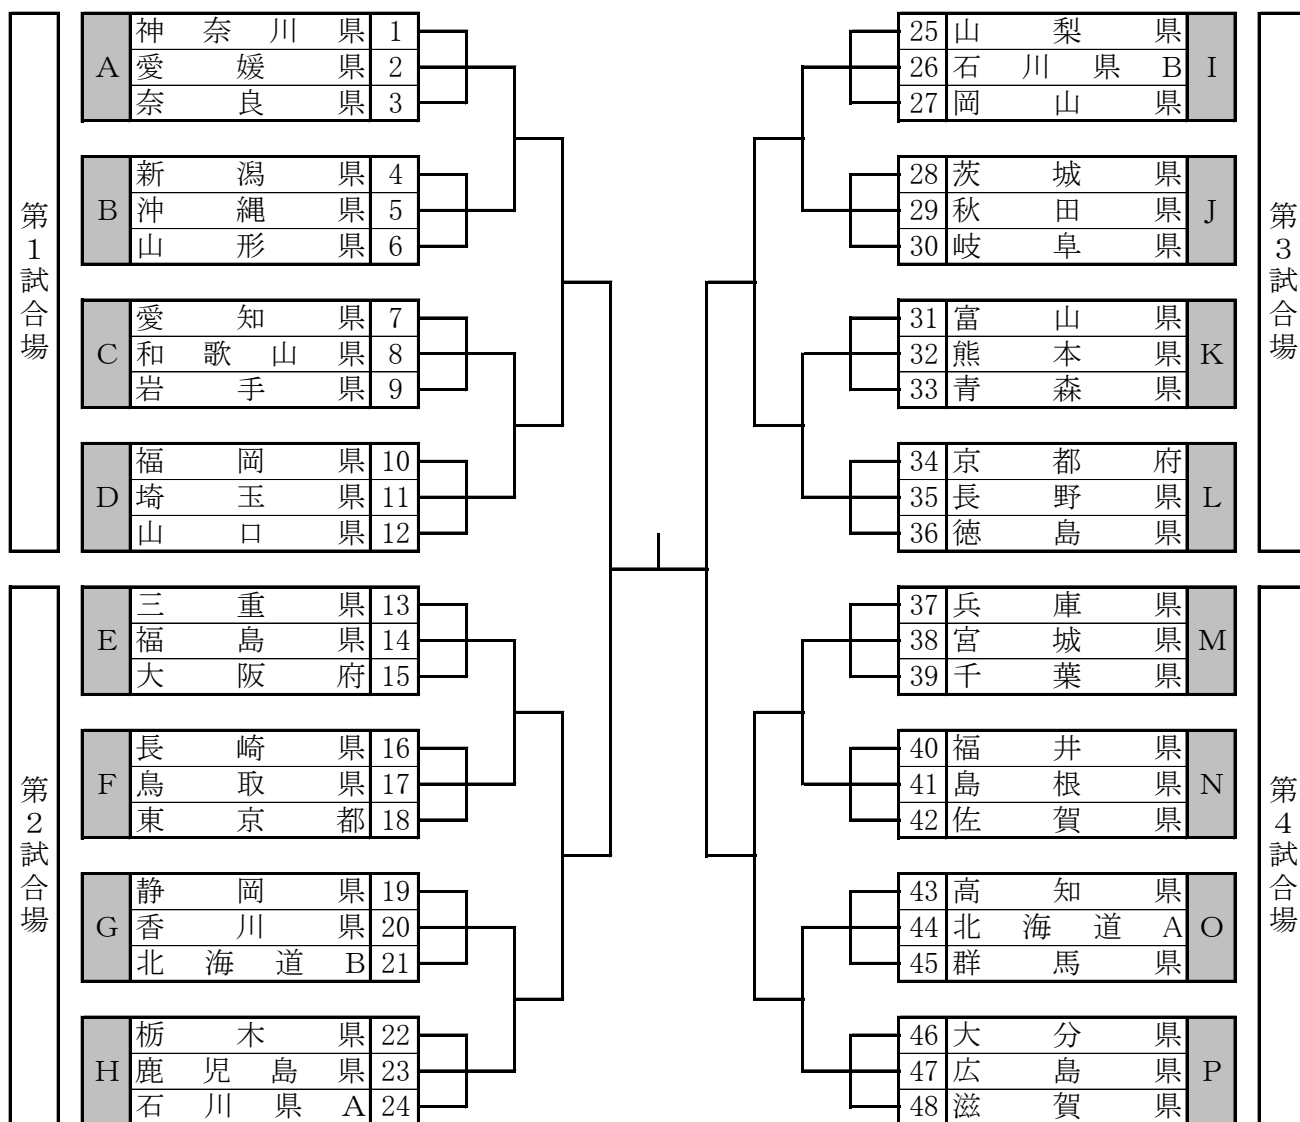 第1試合場
A
神奈川県 1
愛媛県 2
奈良県 3
B
新潟県 4
沖縄県 5
山形県 6
C
愛知県 7
和歌山県 8
岩手県 9
D
福岡県 10
埼玉県 11
山口県 12
第2試合場
E
三重県 13
福島県 14
大阪府 15
F
長崎県 16
鳥取県 17
東京都 18
G
静岡県 19
香川県 20
北海道B 21
H
栃木県 22
鹿児島県 23
石川県A 24
25 山梨県
26 石川県B
27 岡山県
I
28 茨城県
29 秋田県
30 岐阜県
J
31 富山県
32 熊本県
33 青森県
K
34 京都府
35 長野県
36 徳島県
L
第3試合場
37 兵庫県
38 宮城県
39 千葉県
M
40 福井県
41 島根県
42 佐賀県
N
43 高知県
44 北海道A
45 群馬県
O
46 大分県
47 広島県
48 滋賀県
P
第4試合場